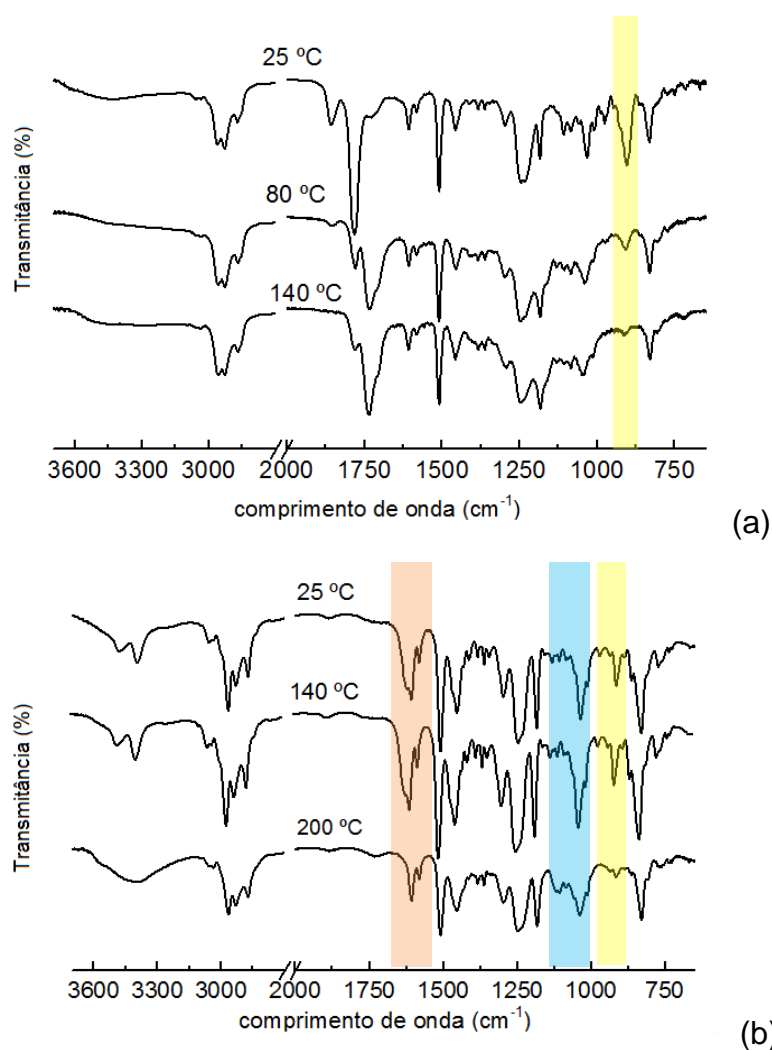 25 ºC
80 ºC
140 ºC
Transmitância (%)
3600 3300 3000 2000 1750 1500 1250 1000 750
comprimento de onda (cm⁻¹)
(a)
25 ºC
140 ºC
200 ºC
Transmitância (%)
3600 3300 3000 2000 1750 1500 1250 1000 750
comprimento de onda (cm⁻¹)
(b)